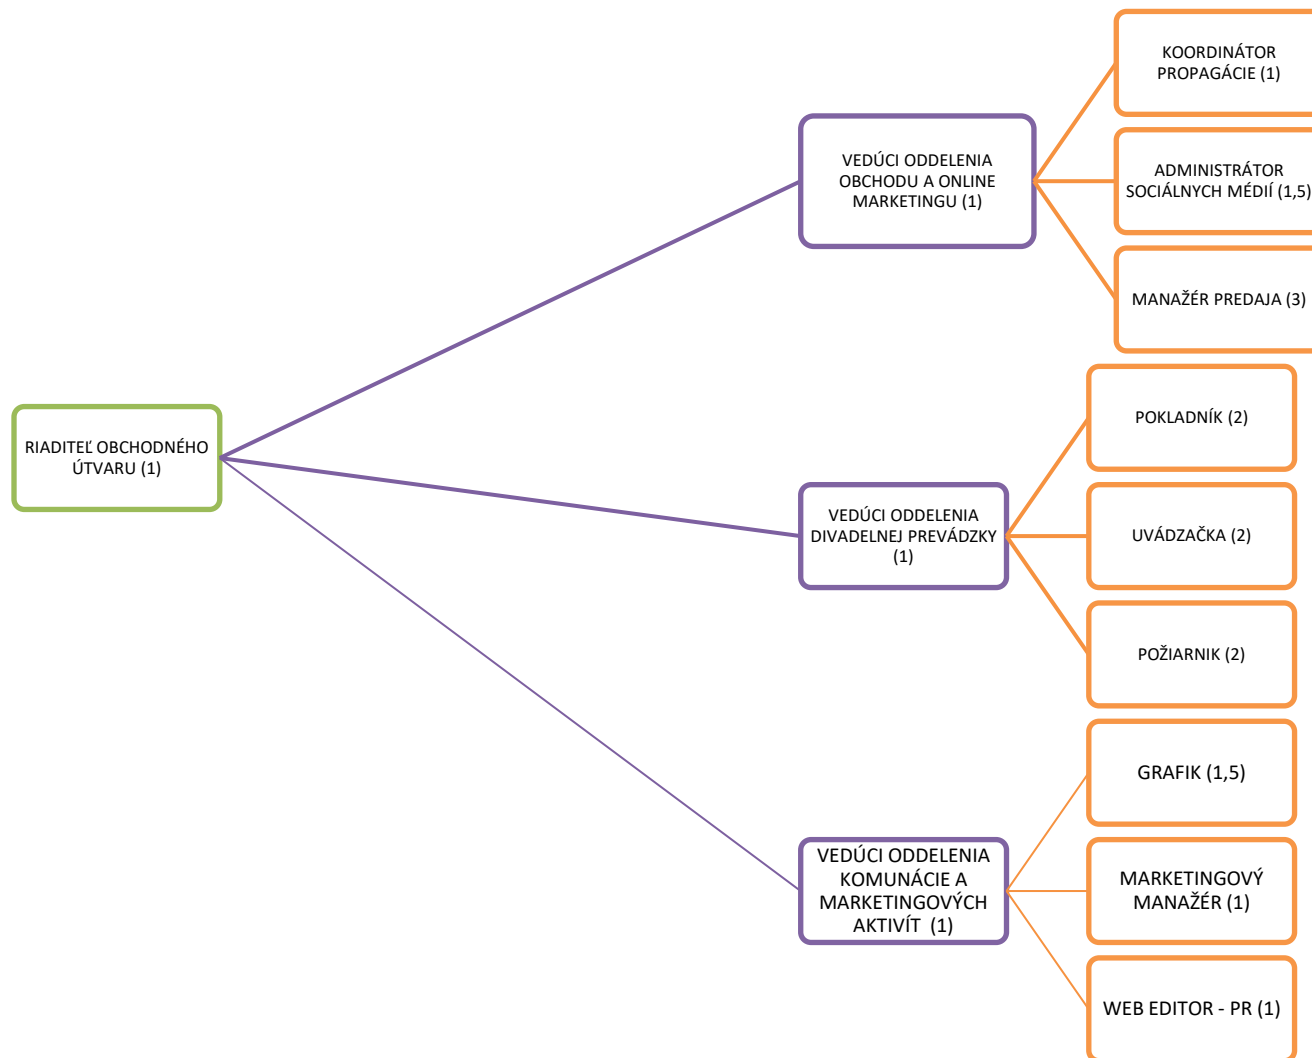 KOORDINÁTOR
PROPAGÁCIE (1)
VEDÚCI ODDELENIA
OBCHODU A ONLINE
MARKETINGU (1)
ADMINISTRÁTOR
SOCIÁLNYCH MÉDIÍ (1,5)
MANAŽÉR PREDAJA (3)
RIADITEĽ OBCHODNÉHO
ÚTVARU (1)
POKLADNÍK (2)
VEDÚCI ODDELENIA
DIVADELNEJ PREVÁDZKY
(1)
UVÁDZAČKA (2)
POŽIARNIK (2)
GRAFIK (1,5)
VEDÚCI ODDELENIA
KOMUNÁCIE A
MARKETINGOVÝCH
AKTIVÍT (1)
MARKETINGOVÝ
MANAŽÉR (1)
WEB EDITOR - PR (1)